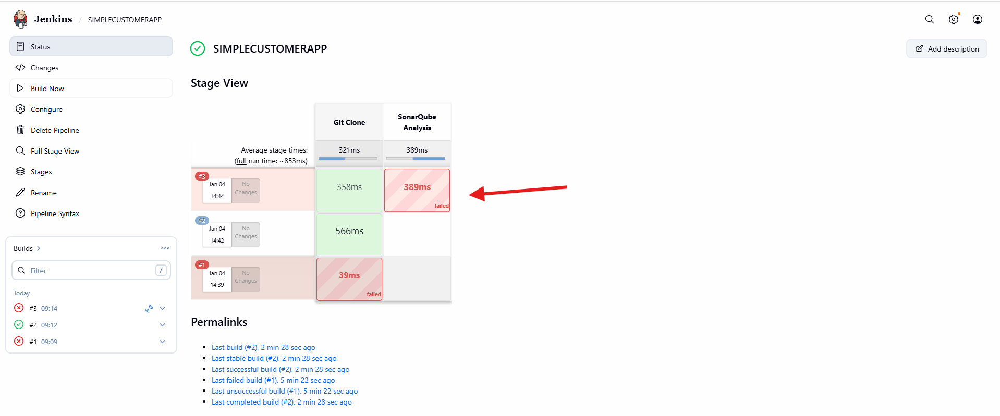 Jenkins / SIMPLECUSTOMERAPP
Status
Changes
Build Now
Configure
Delete Pipeline
Full Stage View
Stages
Rename
Pipeline Syntax
Builds
Filter /
Today
#3 09:14
#2 09:12
#1 09:09
SIMPLECUSTOMERAPP
Add description
Stage View
Git Clone
SonarQube
Analysis
Average stage times:
(full run time: ~853ms)
321ms
389ms
#3
Jan 04
14:44
No
Changes
358ms
389ms
failed
#2
Jan 04
14:42
No
Changes
566ms
#1
Jan 04
14:39
No
Changes
39ms
failed
Permalinks
Last build (#2), 2 min 28 sec ago
Last stable build (#2), 2 min 28 sec ago
Last successful build (#2), 2 min 28 sec ago
Last failed build (#1), 5 min 22 sec ago
Last unsuccessful build (#1), 5 min 22 sec ago
Last completed build (#2), 2 min 28 sec ago